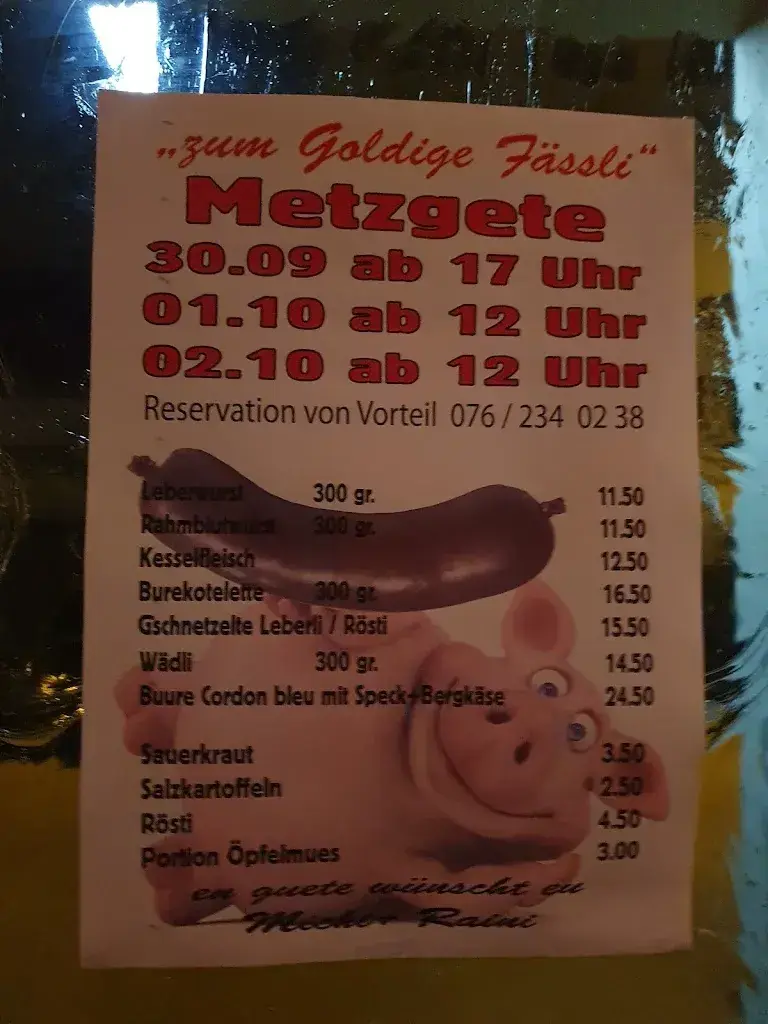 „zum Goldige Fässli“
Metzgete
30.09 ab 17 Uhr
01.10 ab 12 Uhr
02.10 ab 12 Uhr
Reservation von Vorteil 076 / 234 02 38
Leberwurst 300 gr. 11.50
Rahmblutwurst 300 gr. 11.50
Kesselfleisch 12.50
Burekotelette 300 gr. 16.50
Gschnetzelte Leberli / Rösti 15.50
Wädli 300 gr. 14.50
Buure Cordon bleu mit Speck+Bergkäse 24.50
Sauerkraut 3.50
Salzkartoffeln 2.50
Rösti 4.50
Portion Öpfelmues 3.00
en guete wünscht eu
Raini